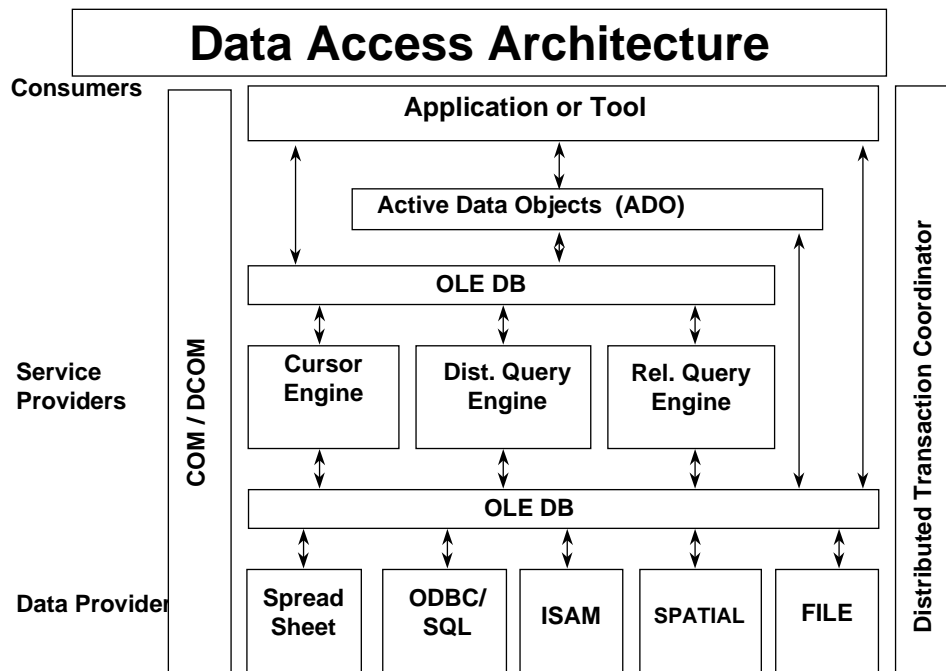 Data Access Architecture
Consumers
Application or Tool
Active Data Objects (ADO)
OLE DB
Service
Providers
Cursor
Engine
Dist. Query
Engine
Rel. Query
Engine
OLE DB
Data Provider
Spread
Sheet
ODBC/
SQL
ISAM
SPATIAL
FILE
COM / DCOM
Distributed Transaction Coordinator